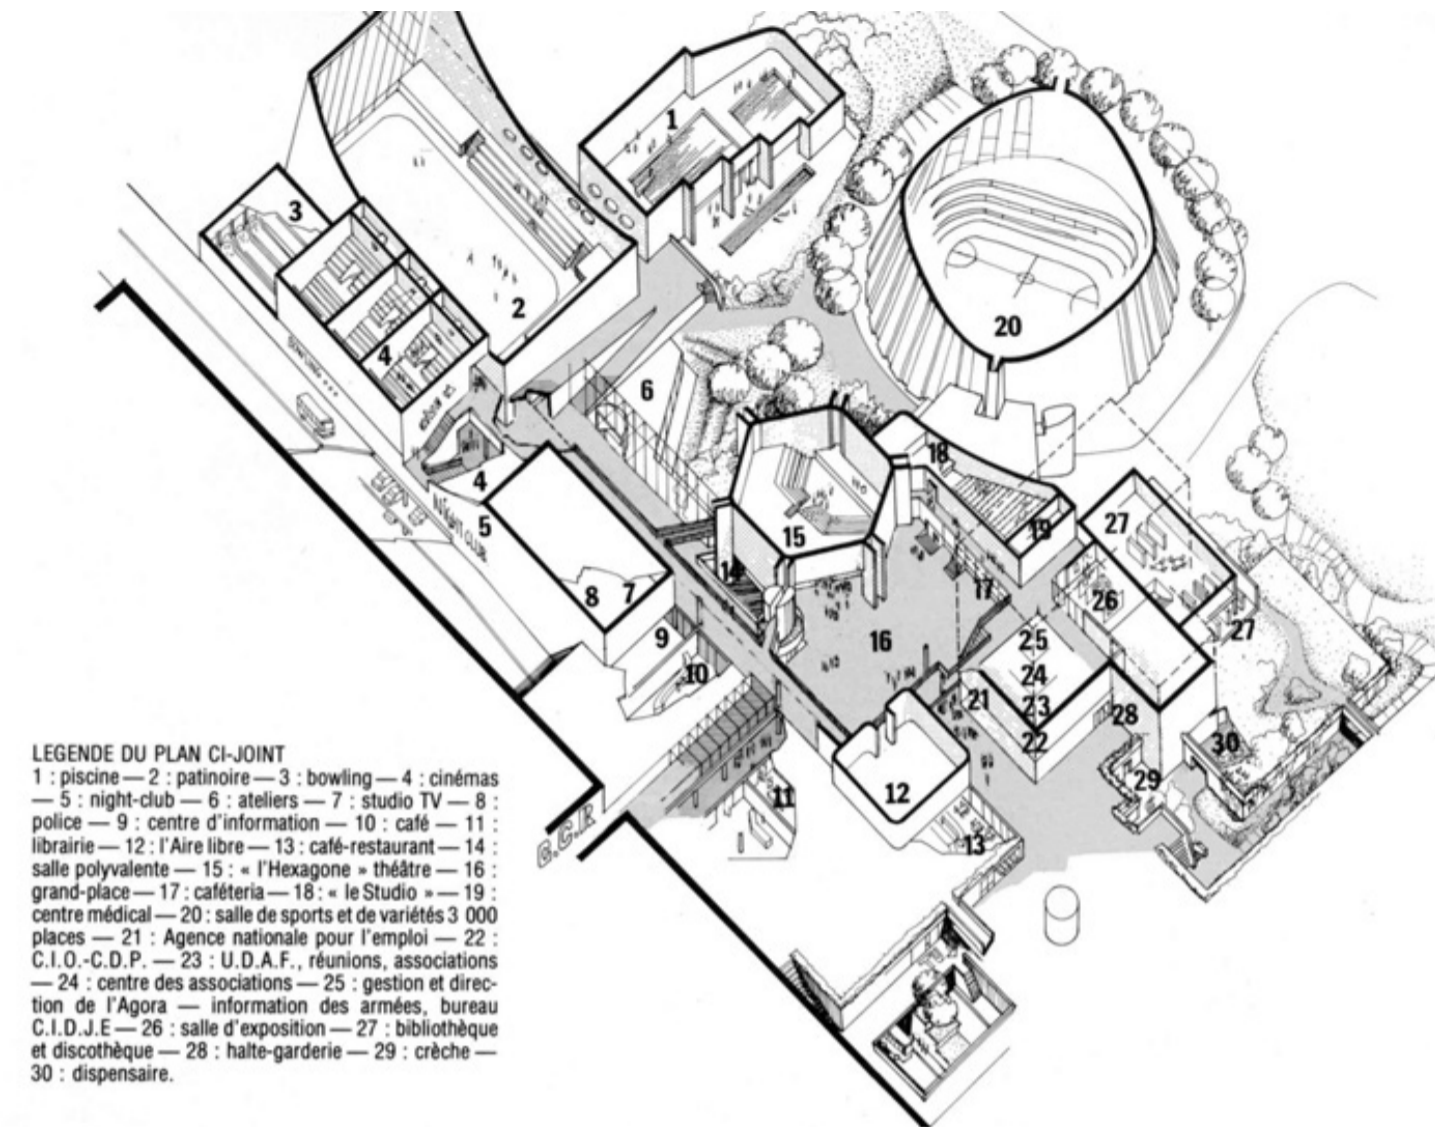 1
3
2
20
4
6
18
4
5
NIGHT CLUB
15
19
27
14
8
7
17
26
9
27
16
25
10
24
21
23
28
22
30
29
12
11
13
LEGENDE DU PLAN CI-JOINT
1 : piscine — 2 : patinoire — 3 : bowling — 4 : cinémas
— 5 : night-club — 6 : ateliers — 7 : studio TV — 8 :
police — 9 : centre d'information — 10 : café — 11 :
librairie — 12 : l'Aire libre — 13 : café-restaurant — 14 :
salle polyvalente — 15 : « l'Hexagone » théâtre — 16 :
grand-place — 17 : caféteria — 18 : « le Studio » — 19 :
centre médical — 20 : salle de sports et de variétés 3 000
places — 21 : Agence nationale pour l'emploi — 22 :
C.I.O.-C.D.P. — 23 : U.D.A.F., réunions, associations
— 24 : centre des associations — 25 : gestion et direc-
tion de l'Agora — information des armées, bureau
C.I.D.J.E — 26 : salle d'exposition — 27 : bibliothèque
et discothèque — 28 : halte-garderie — 29 : crèche —
30 : dispensaire.